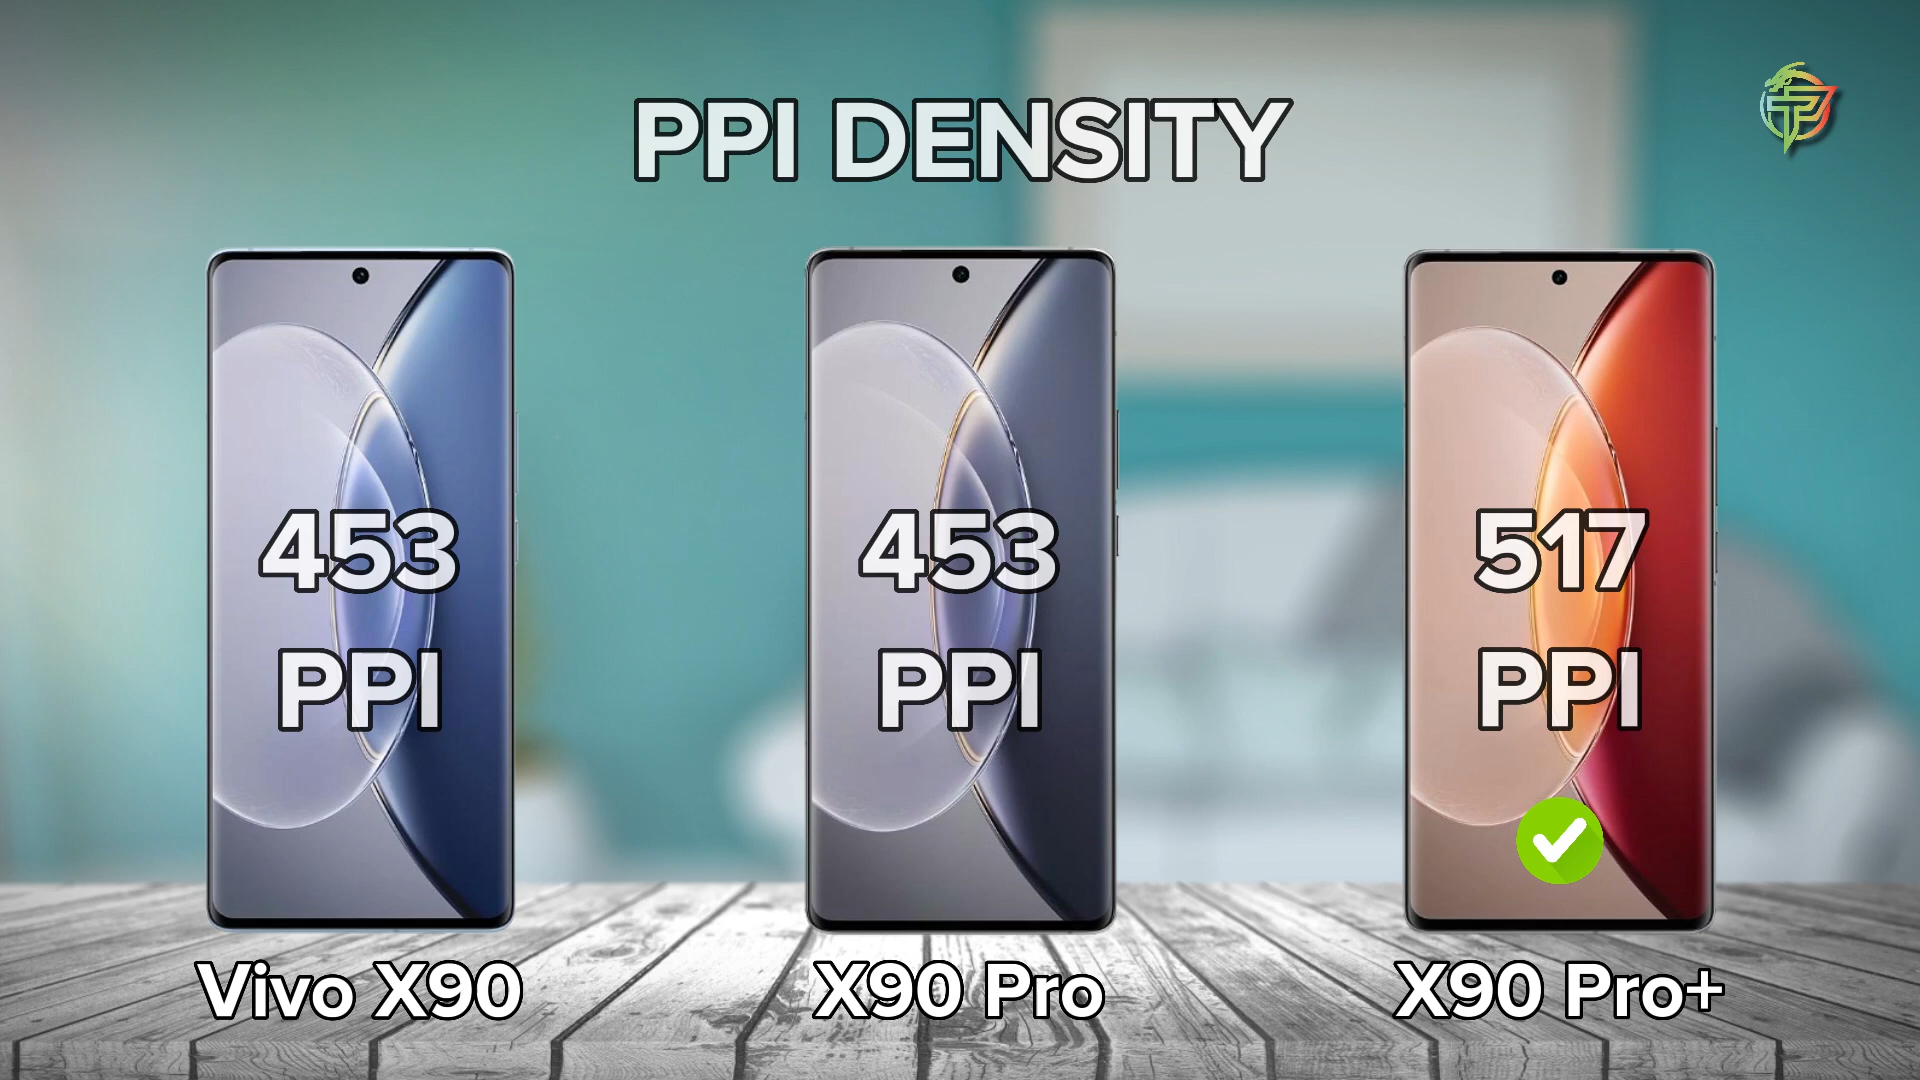 PPI DENSITY
453
PPI
453
PPI
517
PPI
Vivo X90
X90 Pro
X90 Pro+